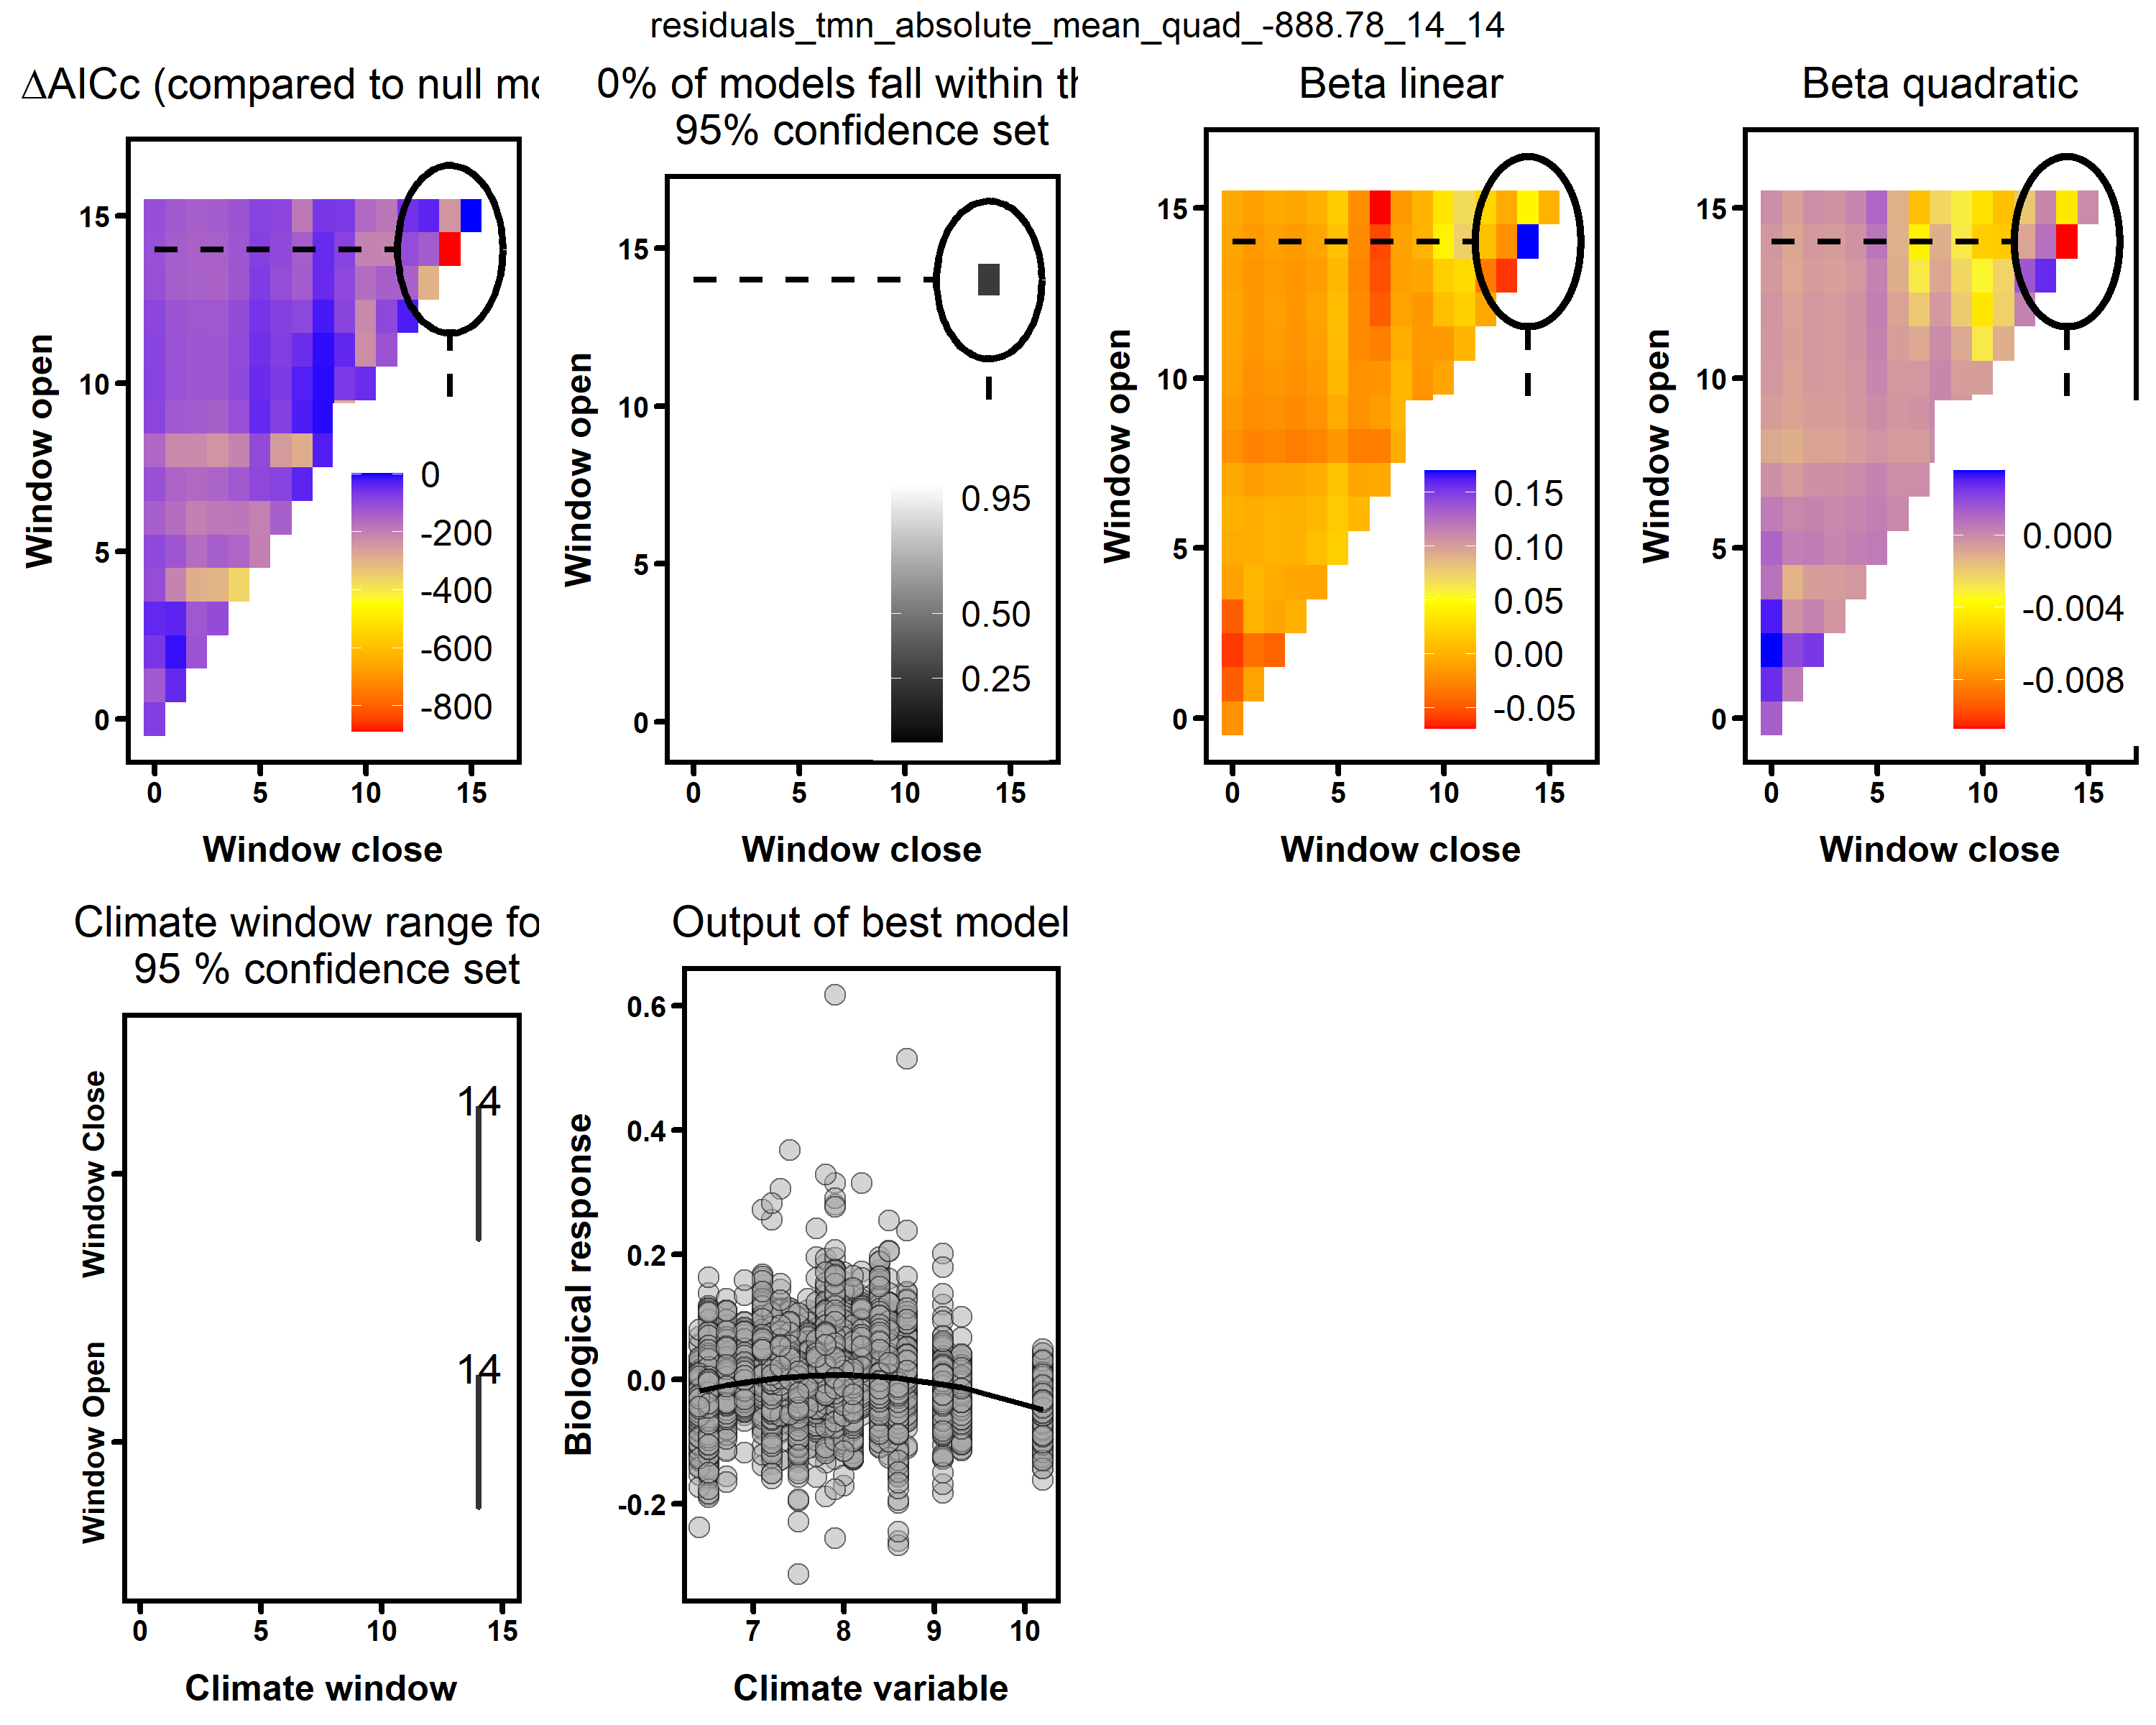 residuals_tmn_absolute_mean_quad_-888.78_14_14
ΔAICc (compared to null mo
Window open
15
10
5
0
0
-200
-400
-600
-800
0 5 10 15
Window close
0% of models fall within th
95% confidence set
Window open
15
10
5
0
0.95
0.50
0.25
0 5 10 15
Window close
Beta linear
Window open
15
10
5
0
0.15
0.10
0.05
0.00
-0.05
0 5 10 15
Window close
Beta quadratic
Window open
15
10
5
0
0.000
-0.004
-0.008
0 5 10 15
Window close
Climate window range fo
95 % confidence set
Window Close
14
Window Open
14
0 5 10 15
Climate window
Output of best model
Biological response
0.6
0.4
0.2
0.0
-0.2
7 8 9 10
Climate variable